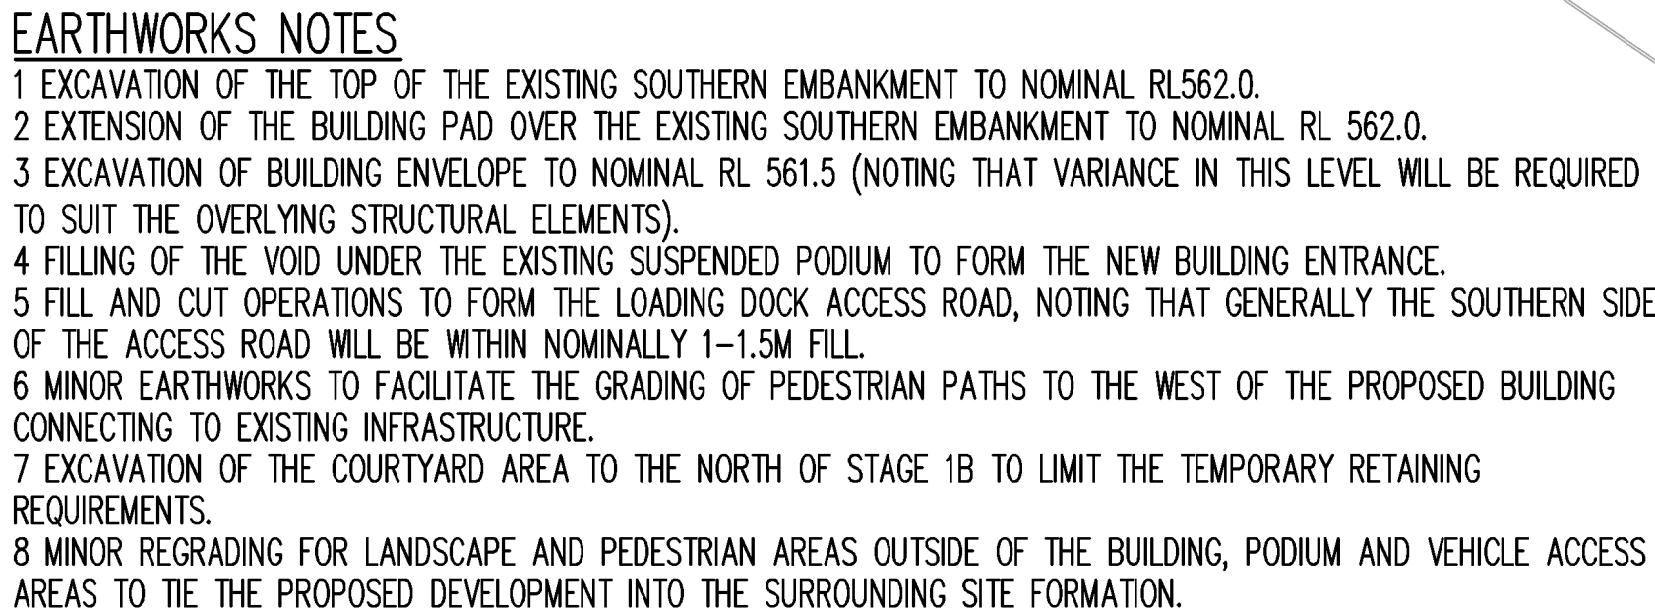 EARTHWORKS NOTES
1 EXCAVATION OF THE TOP OF THE EXISTING SOUTHERN EMBANKMENT TO NOMINAL RL562.0.
2 EXTENSION OF THE BUILDING PAD OVER THE EXISTING SOUTHERN EMBANKMENT TO NOMINAL RL 562.0.
3 EXCAVATION OF BUILDING ENVELOPE TO NOMINAL RL 561.5 (NOTING THAT VARIANCE IN THIS LEVEL WILL BE REQUIRED
TO SUIT THE OVERLYING STRUCTURAL ELEMENTS).
4 FILLING OF THE VOID UNDER THE EXISTING SUSPENDED PODIUM TO FORM THE NEW BUILDING ENTRANCE.
5 FILL AND CUT OPERATIONS TO FORM THE LOADING DOCK ACCESS ROAD, NOTING THAT GENERALLY THE SOUTHERN SIDE
OF THE ACCESS ROAD WILL BE WITHIN NOMINALLY 1-1.5M FILL.
6 MINOR EARTHWORKS TO FACILITATE THE GRADING OF PEDESTRIAN PATHS TO THE WEST OF THE PROPOSED BUILDING
CONNECTING TO EXISTING INFRASTRUCTURE.
7 EXCAVATION OF THE COURTYARD AREA TO THE NORTH OF STAGE 1B TO LIMIT THE TEMPORARY RETAINING
REQUIREMENTS.
8 MINOR REGRADING FOR LANDSCAPE AND PEDESTRIAN AREAS OUTSIDE OF THE BUILDING, PODIUM AND VEHICLE ACCESS
AREAS TO TIE THE PROPOSED DEVELOPMENT INTO THE SURROUNDING SITE FORMATION.